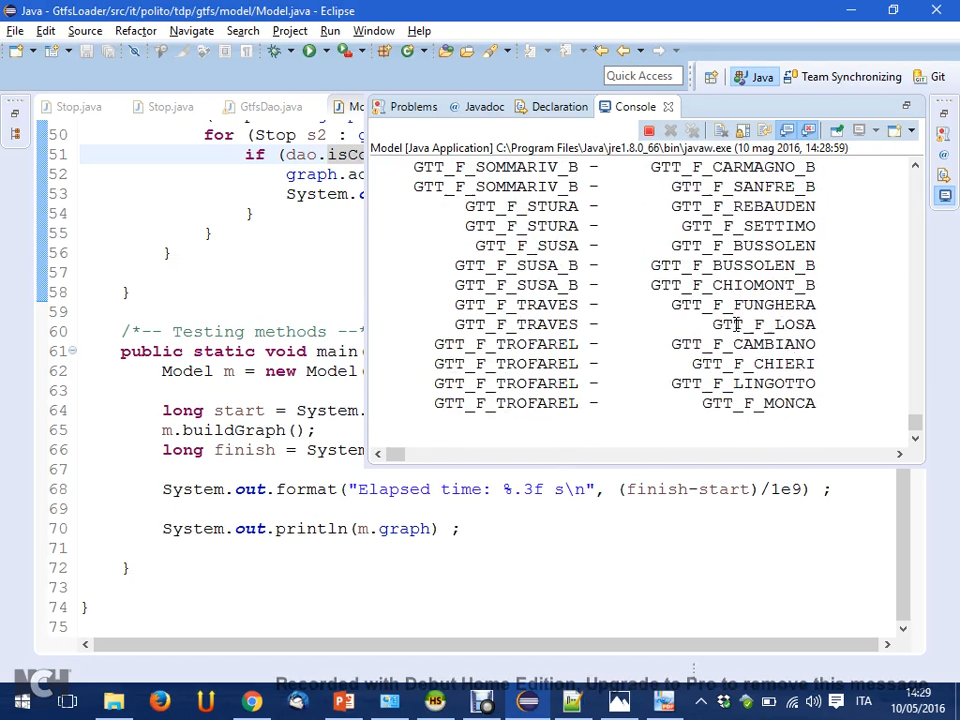 Java - GtfsLoader/src/it/polito/tdp/gtfs/model/Model.java - Eclipse
File Edit Source Refactor Navigate Search Project Run Window Help
Quick Access Java Team Synchronizing Git
Stop.java Stop.java GtfsDao.java Problems Javadoc Declaration Console
Model [Java Application] C:\Program Files\Java\jre1.8.0_66\bin\javaw.exe (10 mag 2016, 14:28:59)
GTT_F_SOMMARIV_B - GTT_F_CARMAGNO_B
GTT_F_SOMMARIV_B - GTT_F_SANFRE_B
GTT_F_STURA - GTT_F_REBAUDEN
GTT_F_STURA - GTT_F_SETTIMO
GTT_F_SUSA - GTT_F_BUSSOLEN
GTT_F_SUSA_B - GTT_F_BUSSOLEN_B
GTT_F_SUSA_B - GTT_F_CHIOMONT_B
GTT_F_TRAVES - GTT_F_FUNGHERA
GTT_F_TRAVES - GTT_F_LOSA
GTT_F_TROFAREL - GTT_F_CAMBIANO
GTT_F_TROFAREL - GTT_F_CHIERI
GTT_F_TROFAREL - GTT_F_LINGOTTO
GTT_F_TROFAREL - GTT_F_MONCA
50 for (Stop s2 : g
51 if (dao.isCo
52 graph.ad
53 System.o
54 }
55 }
56 }
57
58 }
59
60 /*-- Testing methods --*
61 public static void main
62 Model m = new Model
63
64 long start = System.
65 m.buildGraph();
66 long finish = System
67
68 System.out.format("Elapsed time: %.3f s\n", (finish-start)/1e9) ;
69
70 System.out.println(m.graph) ;
71
72 }
73
74 }
75
NCH
Recorded with Debut Home Edition. Upgrade to Pro to remove this message
ITA
14:29
10/05/2016